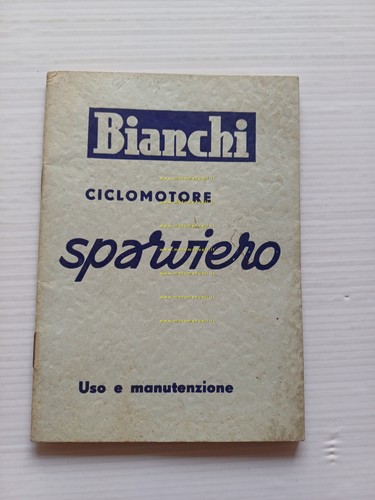 Bianchi
CICLOMOTORE
sparviero
Uso e manutenzione